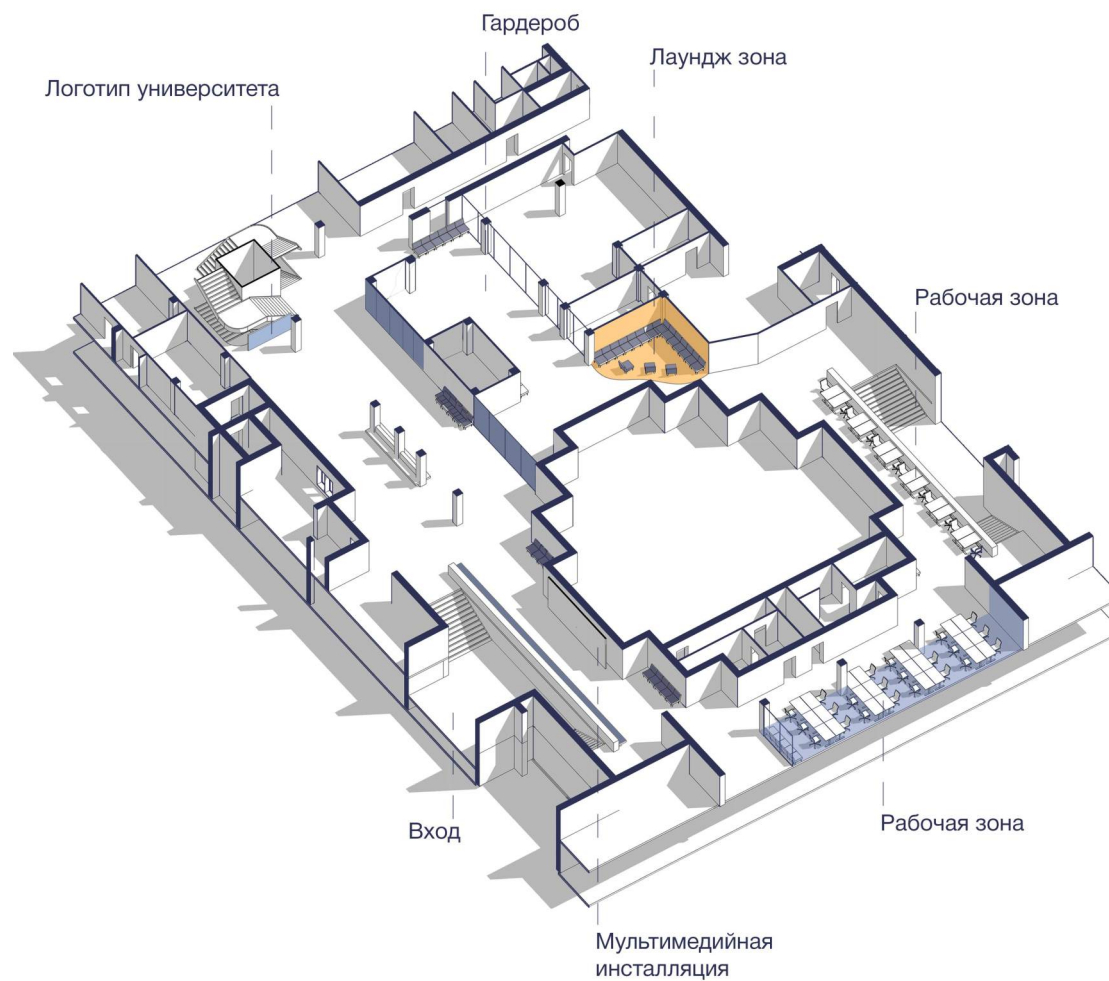 Гардероб
Лаундж зона
Логотип университета
Рабочая зона
Вход
Рабочая зона
Мультимедийная
инсталляция